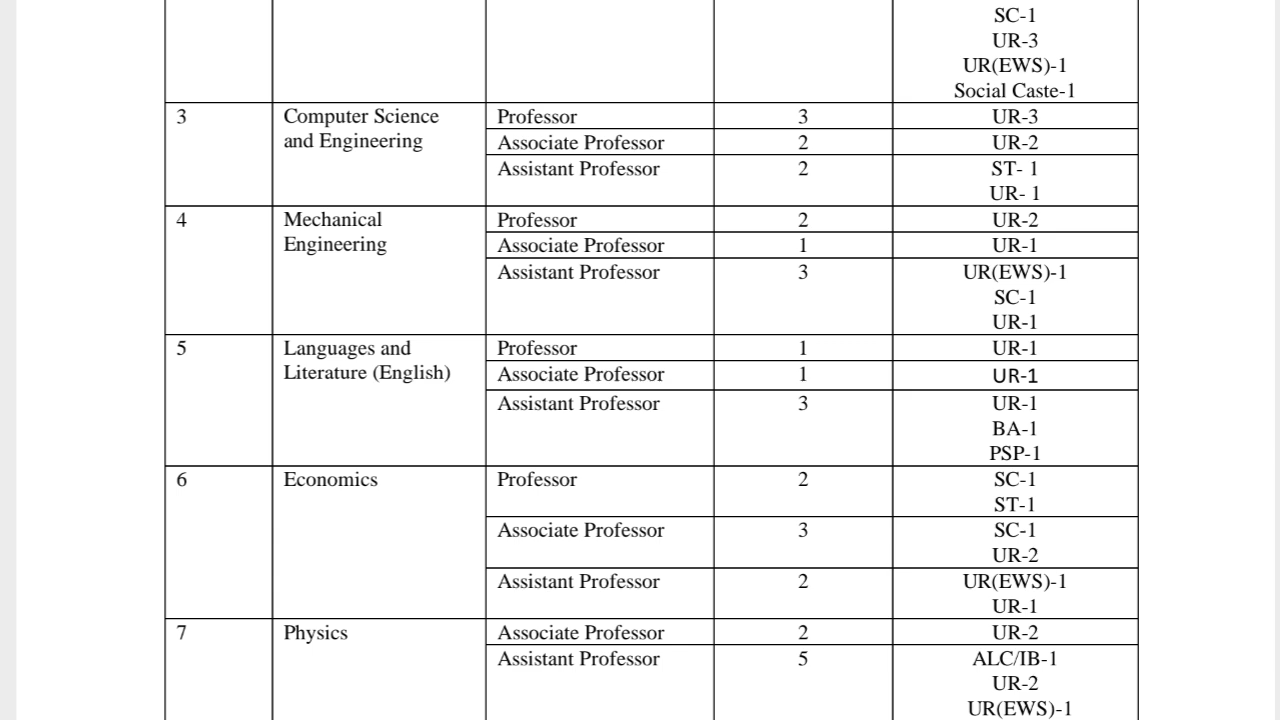 SC-1
UR-3
UR(EWS)-1
Social Caste-1
3 Computer Science and Engineering Professor 3 UR-3
Associate Professor 2 UR-2
Assistant Professor 2 ST- 1
UR- 1
4 Mechanical Engineering Professor 2 UR-2
Associate Professor 1 UR-1
Assistant Professor 3 UR(EWS)-1
SC-1
UR-1
5 Languages and Literature (English) Professor 1 UR-1
Associate Professor 1 UR-1
Assistant Professor 3 UR-1
BA-1
PSP-1
6 Economics Professor 2 SC-1
ST-1
Associate Professor 3 SC-1
UR-2
Assistant Professor 2 UR(EWS)-1
UR-1
7 Physics Associate Professor 2 UR-2
Assistant Professor 5 ALC/IB-1
UR-2
UR(EWS)-1